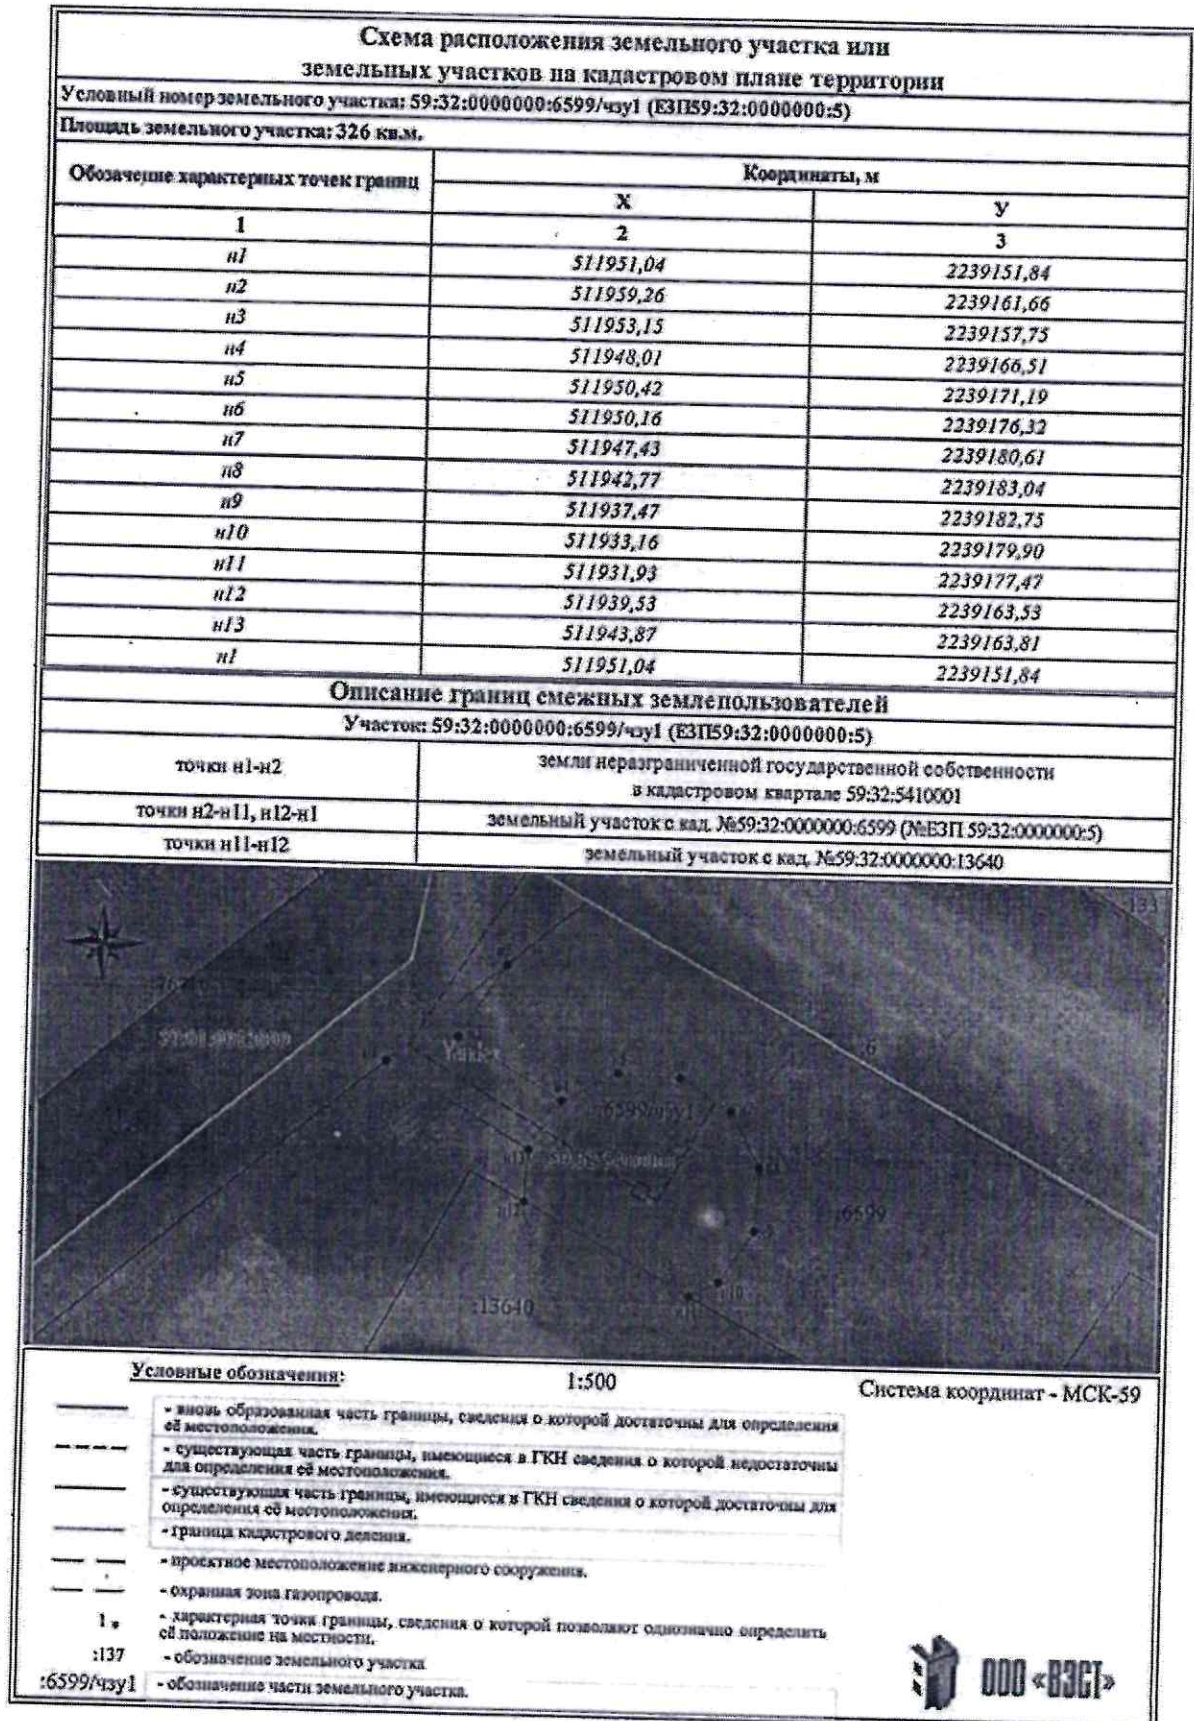 Схема расположения земельного участка или
земельных участков на кадастровом плане территории
Условный номер земельного участка: 59:32:0000000:6599/чзу1 (ЕЗП59:32:0000000:5)
Площадь земельного участка: 326 кв.м.
Обозачение характерных точек границ
Координаты, м
X У
1 2 3
н1 511951,04 2239151,84
н2 511959,26 2239161,66
н3 511953,15 2239157,75
н4 511948,01 2239166,51
н5 511950,42 2239171,19
н6 511950,16 2239176,32
н7 511947,43 2239180,61
н8 511942,77 2239183,04
н9 511937,47 2239182,75
н10 511933,16 2239179,90
н11 511931,93 2239177,47
н12 511939,53 2239163,53
н13 511943,87 2239163,81
н1 511951,04 2239151,84
Описание границ смежных землепользователей
Участок: 59:32:0000000:6599/чзу1 (ЕЗП59:32:0000000:5)
точки н1-н2
земли неразграниченной государственной собственности
в кадастровом квартале 59:32:5410001
точки н2-н11, н12-н1 земельный участок с кад. №59:32:0000000:6599 (№ЕЗП 59:32:0000000:5)
точки н11-н12 земельный участок с кад. №59:32:0000000:13640
:133
Yandex
:6
:6599/чзу1
:6599
н12
н10
:13640
Условные обозначения:
1:500
Система координат - МСК-59
- вновь образованная часть границы, сведения о которой достаточны для определения
её местоположения.
- существующая часть границы, имеющиеся в ГКН сведения о которой недостаточны
для определения её местоположения.
- существующая часть границы, имеющиеся в ГКН сведения о которой достаточны для
определения её местоположения.
- граница кадастрового деления.
- проектное местоположение инженерного сооружения.
- охранная зона газопровода.
1 - характерная точка границы, сведения о которой позволяют однозначно определить
её положение на местности.
:137 - обозначение земельного участка
:6599/чзу1 - обозначение части земельного участка.
ООО «ВЭСТ»